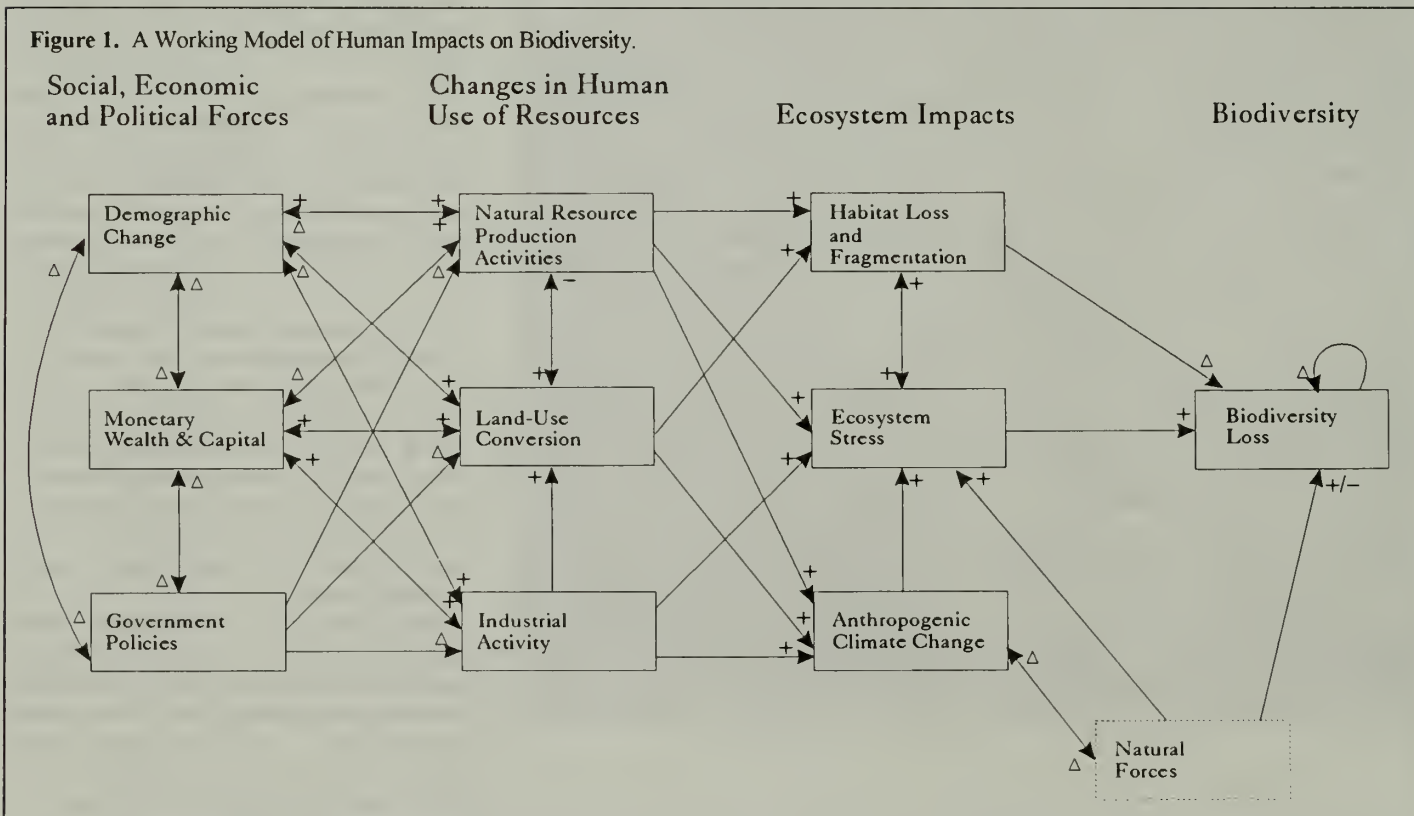 Figure 1. A Working Model of Human Impacts on Biodiversity.
Social, Economic
and Political Forces
Changes in Human
Use of Resources
Ecosystem Impacts
Biodiversity
Demographic
Change
Natural Resource
Production
Activities
Habitat Loss
and
Fragmentation
Monetary
Wealth & Capital
Land-Use
Conversion
Ecosystem
Stress
Biodiversity
Loss
+/−
Government
Policies
Industrial
Activity
Anthropogenic
Climate Change
Natural
Forces